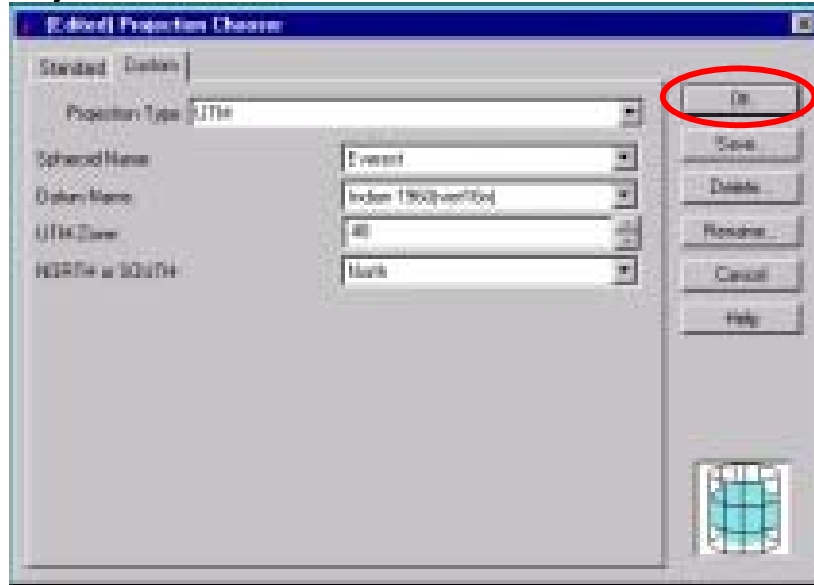 (Edited) Projection Chooser
Standard Custom
Projection Type UTM
Spheroid Name Everest
Datum Name Indian
UTM Zone
NORTH or SOUTH North
OK
Save...
Delete...
Rename...
Cancel
Help